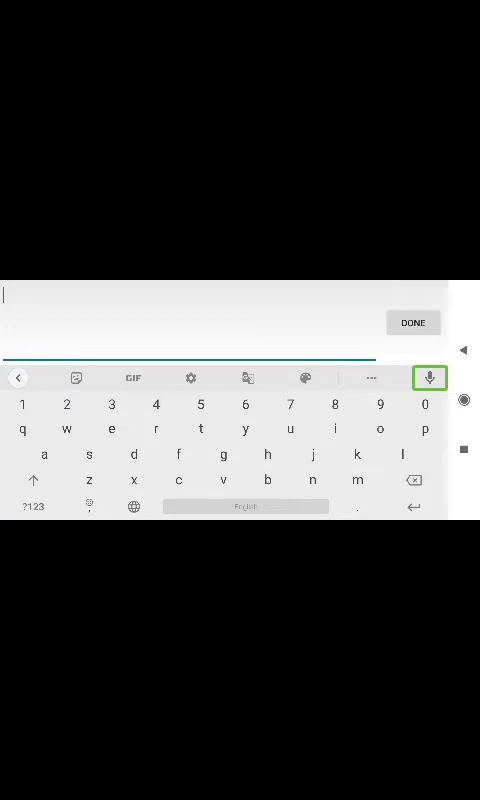 DONE
GIF
1 2 3 4 5 6 7 8 9 0
q w e r t y u i o p
a s d f g h j k l
z x c v b n m
?123 , English .